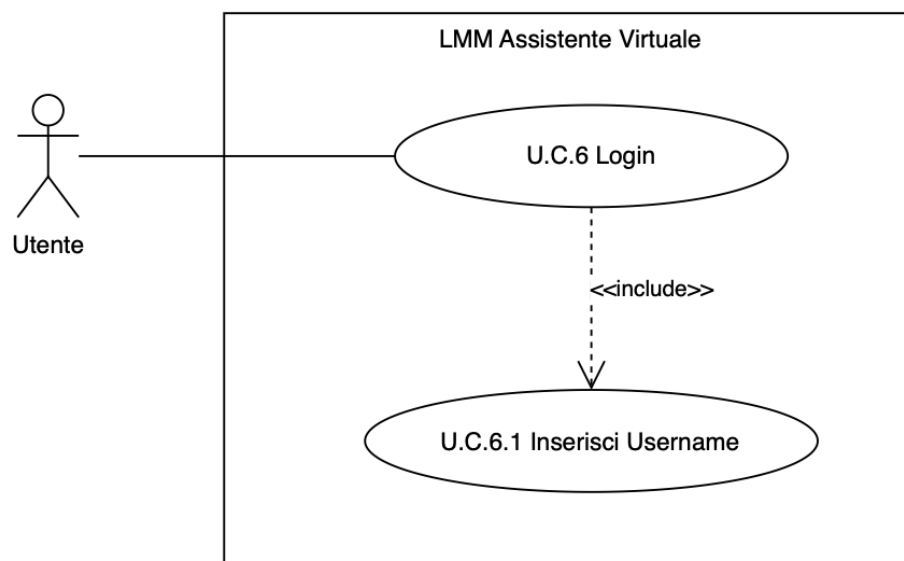 LMM Assistente Virtuale
U.C.6 Login
Utente
<<include>>
U.C.6.1 Inserisci Username